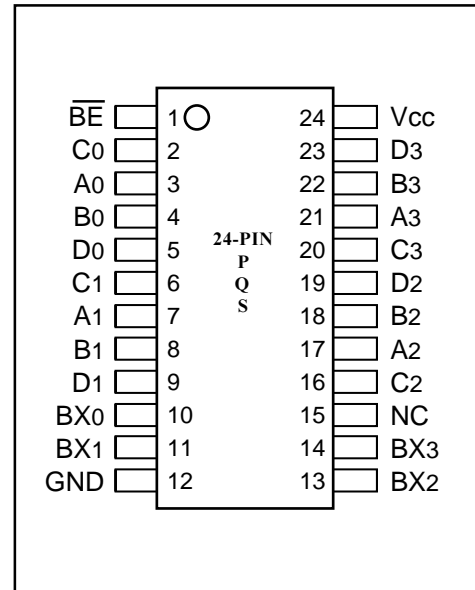 B̅E̅ 1 24 Vcc
C0 2 23 D3
A0 3 22 B3
B0 4 21 A3
D0 5 20 C3
C1 6 19 D2
A1 7 18 B2
B1 8 17 A2
D1 9 16 C2
BX0 10 15 NC
BX1 11 14 BX3
GND 12 13 BX2
24-PIN
P
Q
S